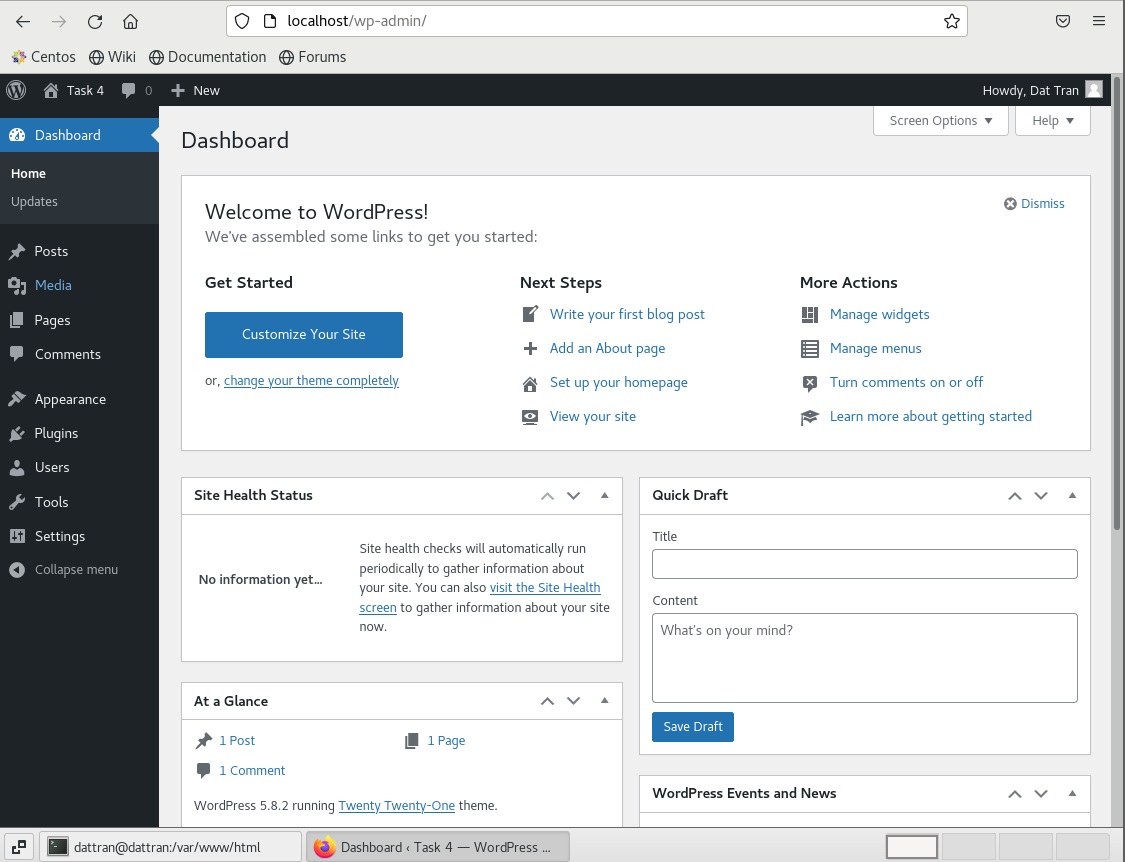 localhost/wp-admin/
Centos Wiki Documentation Forums
Task 4 0 New Howdy, Dat Tran
Screen Options Help
Dashboard
Home
Updates
Posts
Media
Pages
Comments
Appearance
Plugins
Users
Tools
Settings
Collapse menu
Dashboard
Welcome to WordPress!
Dismiss
We've assembled some links to get you started:
Get Started
Customize Your Site
or, change your theme completely
Next Steps
Write your first blog post
Add an About page
Set up your homepage
View your site
More Actions
Manage widgets
Manage menus
Turn comments on or off
Learn more about getting started
Site Health Status
No information yet...
Site health checks will automatically run
periodically to gather information about
your site. You can also visit the Site Health
screen to gather information about your site
now.
At a Glance
1 Post 1 Page
1 Comment
WordPress 5.8.2 running Twenty Twenty-One theme.
Quick Draft
Title
Content
What's on your mind?
Save Draft
WordPress Events and News
dattran@dattran:/var/www/html Dashboard ‹ Task 4 — WordPress ...